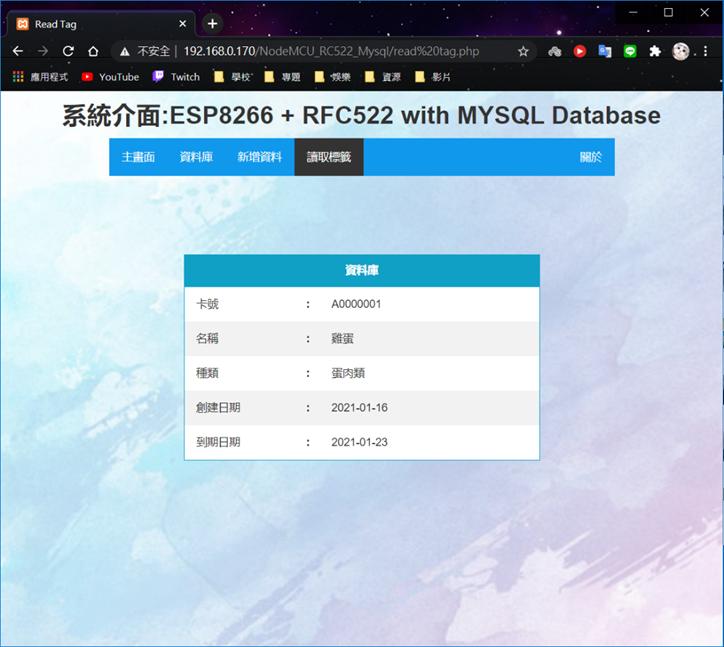 Read Tag
不安全 | 192.168.0.170/NodeMCU_RC522_Mysql/read%20tag.php
應用程式 YouTube Twitch 學校 專題 娛樂 資源 影片
系統介面:ESP8266 + RFC522 with MYSQL Database
主畫面 資料庫 新增資料 讀取標籤 關於
資料庫
卡號 : A0000001
名稱 : 雞蛋
種類 : 蛋肉類
創建日期 : 2021-01-16
到期日期 : 2021-01-23